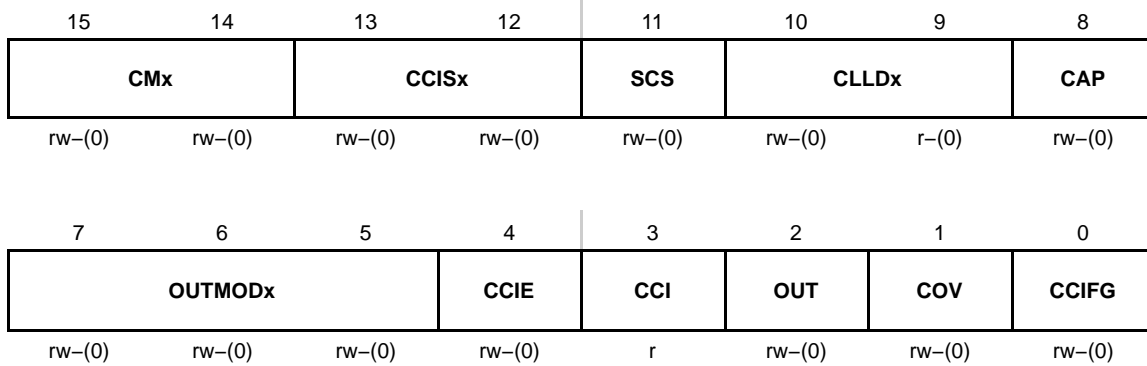 15 14 13 12 11 10 9 8
CMx CCISx SCS CLLDx CAP
rw−(0) rw−(0) rw−(0) rw−(0) rw−(0) rw−(0) r−(0) rw−(0)
7 6 5 4 3 2 1 0
OUTMODx CCIE CCI OUT COV CCIFG
rw−(0) rw−(0) rw−(0) rw−(0) r rw−(0) rw−(0) rw−(0)